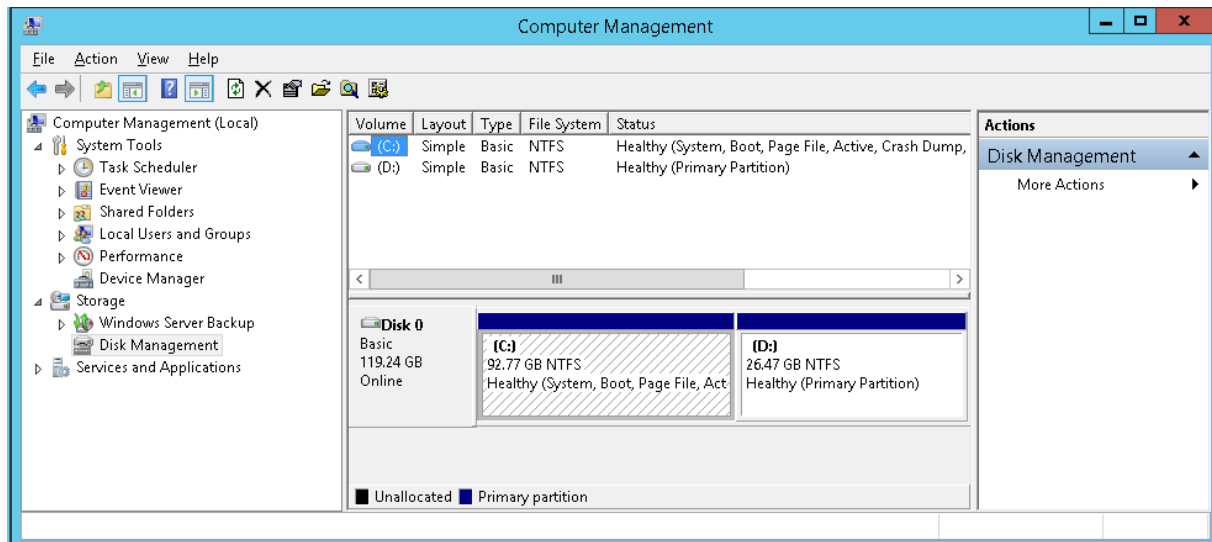 Computer Management
File Action View Help
Computer Management (Local)
System Tools
Task Scheduler
Event Viewer
Shared Folders
Local Users and Groups
Performance
Device Manager
Storage
Windows Server Backup
Disk Management
Services and Applications
Volume Layout Type File System Status
(C:) Simple Basic NTFS Healthy (System, Boot, Page File, Active, Crash Dump,
(D:) Simple Basic NTFS Healthy (Primary Partition)
Disk 0
Basic
119.24 GB
Online
(C:)
92.77 GB NTFS
Healthy (System, Boot, Page File, Act
(D:)
26.47 GB NTFS
Healthy (Primary Partition)
Unallocated Primary partition
Actions
Disk Management
More Actions